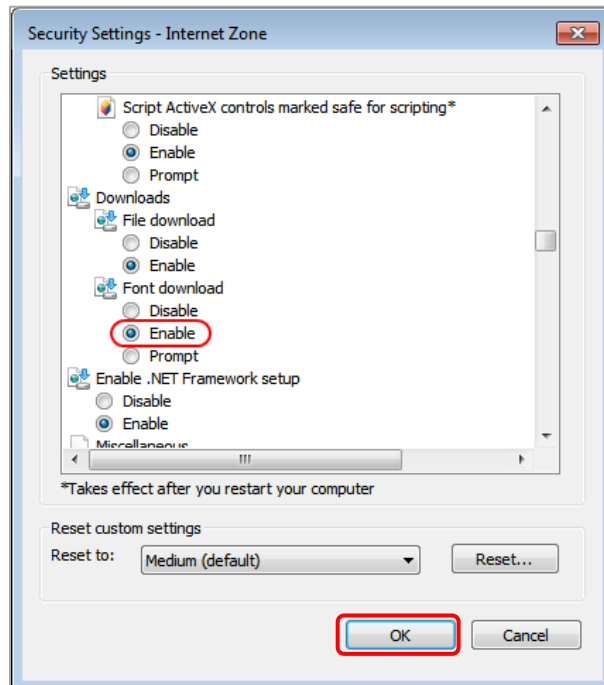 Security Settings - Internet Zone
Settings
Script ActiveX controls marked safe for scripting*
Disable
Enable
Prompt
Downloads
File download
Disable
Enable
Font download
Disable
Enable
Prompt
Enable .NET Framework setup
Disable
Enable
Miscellaneous
*Takes effect after you restart your computer
Reset custom settings
Reset to: Medium (default) Reset...
OK Cancel